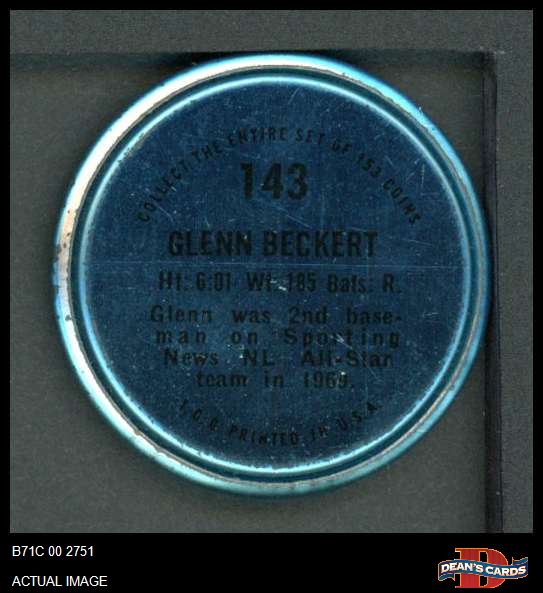 COLLECT THE ENTIRE SET OF 153 COINS
143
GLENN BECKERT
Ht: 6:01 Wt: 185 Bats: R.
Glenn was 2nd base-
man on Sporting
News NL All-Star
team in 1969.
T.C.G. PRINTED IN U.S.A.
B71C 00 2751
ACTUAL IMAGE
D
DEAN'S CARDS